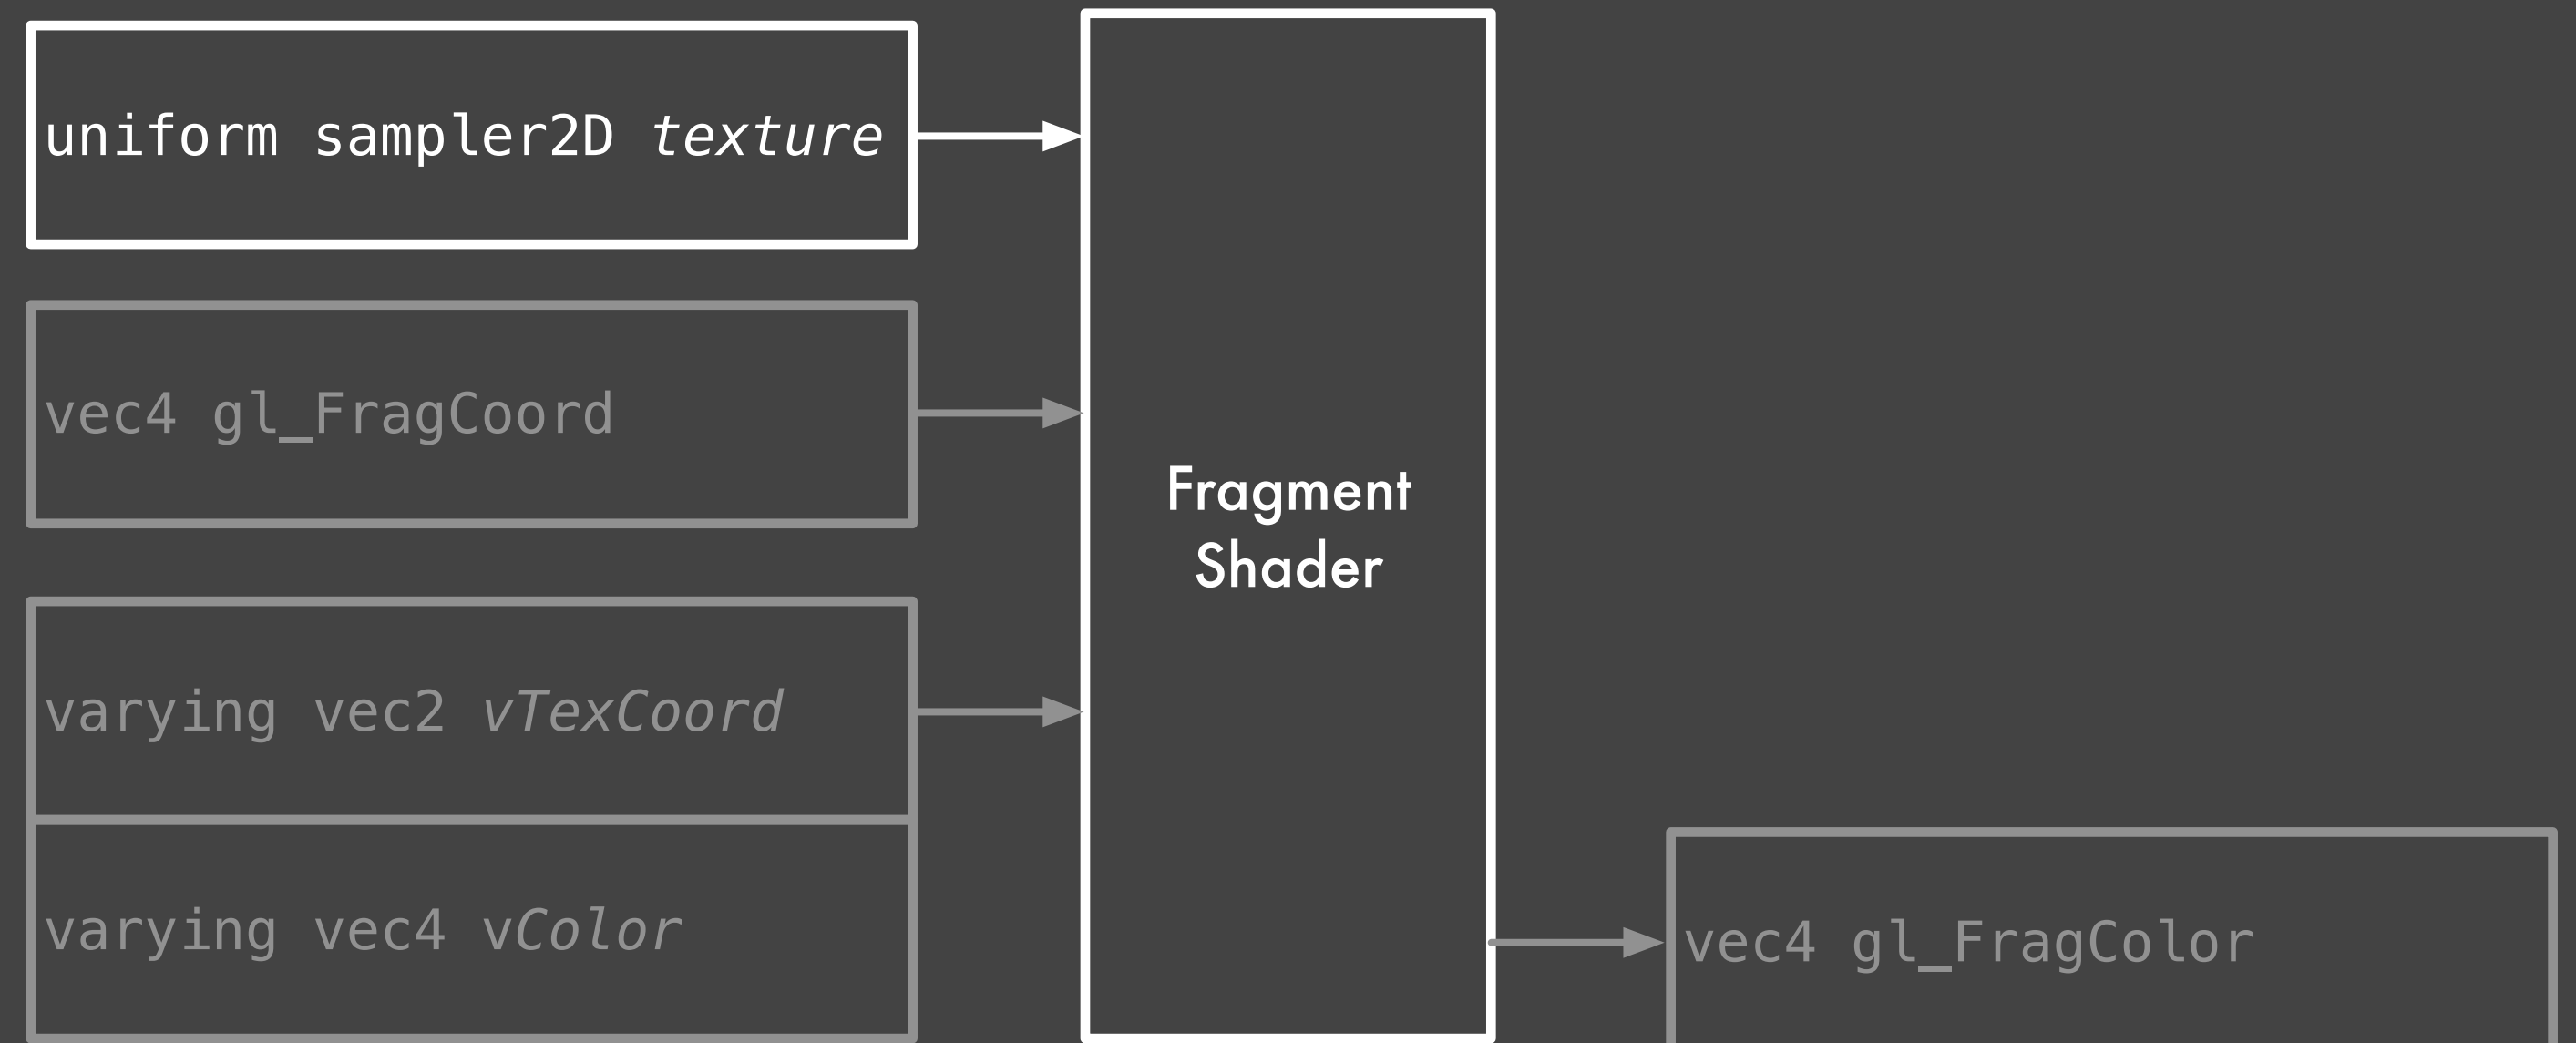 uniform sampler2D texture
vec4 gl_FragCoord
Fragment
Shader
varying vec2 vTexCoord
varying vec4 vColor
vec4 gl_FragColor